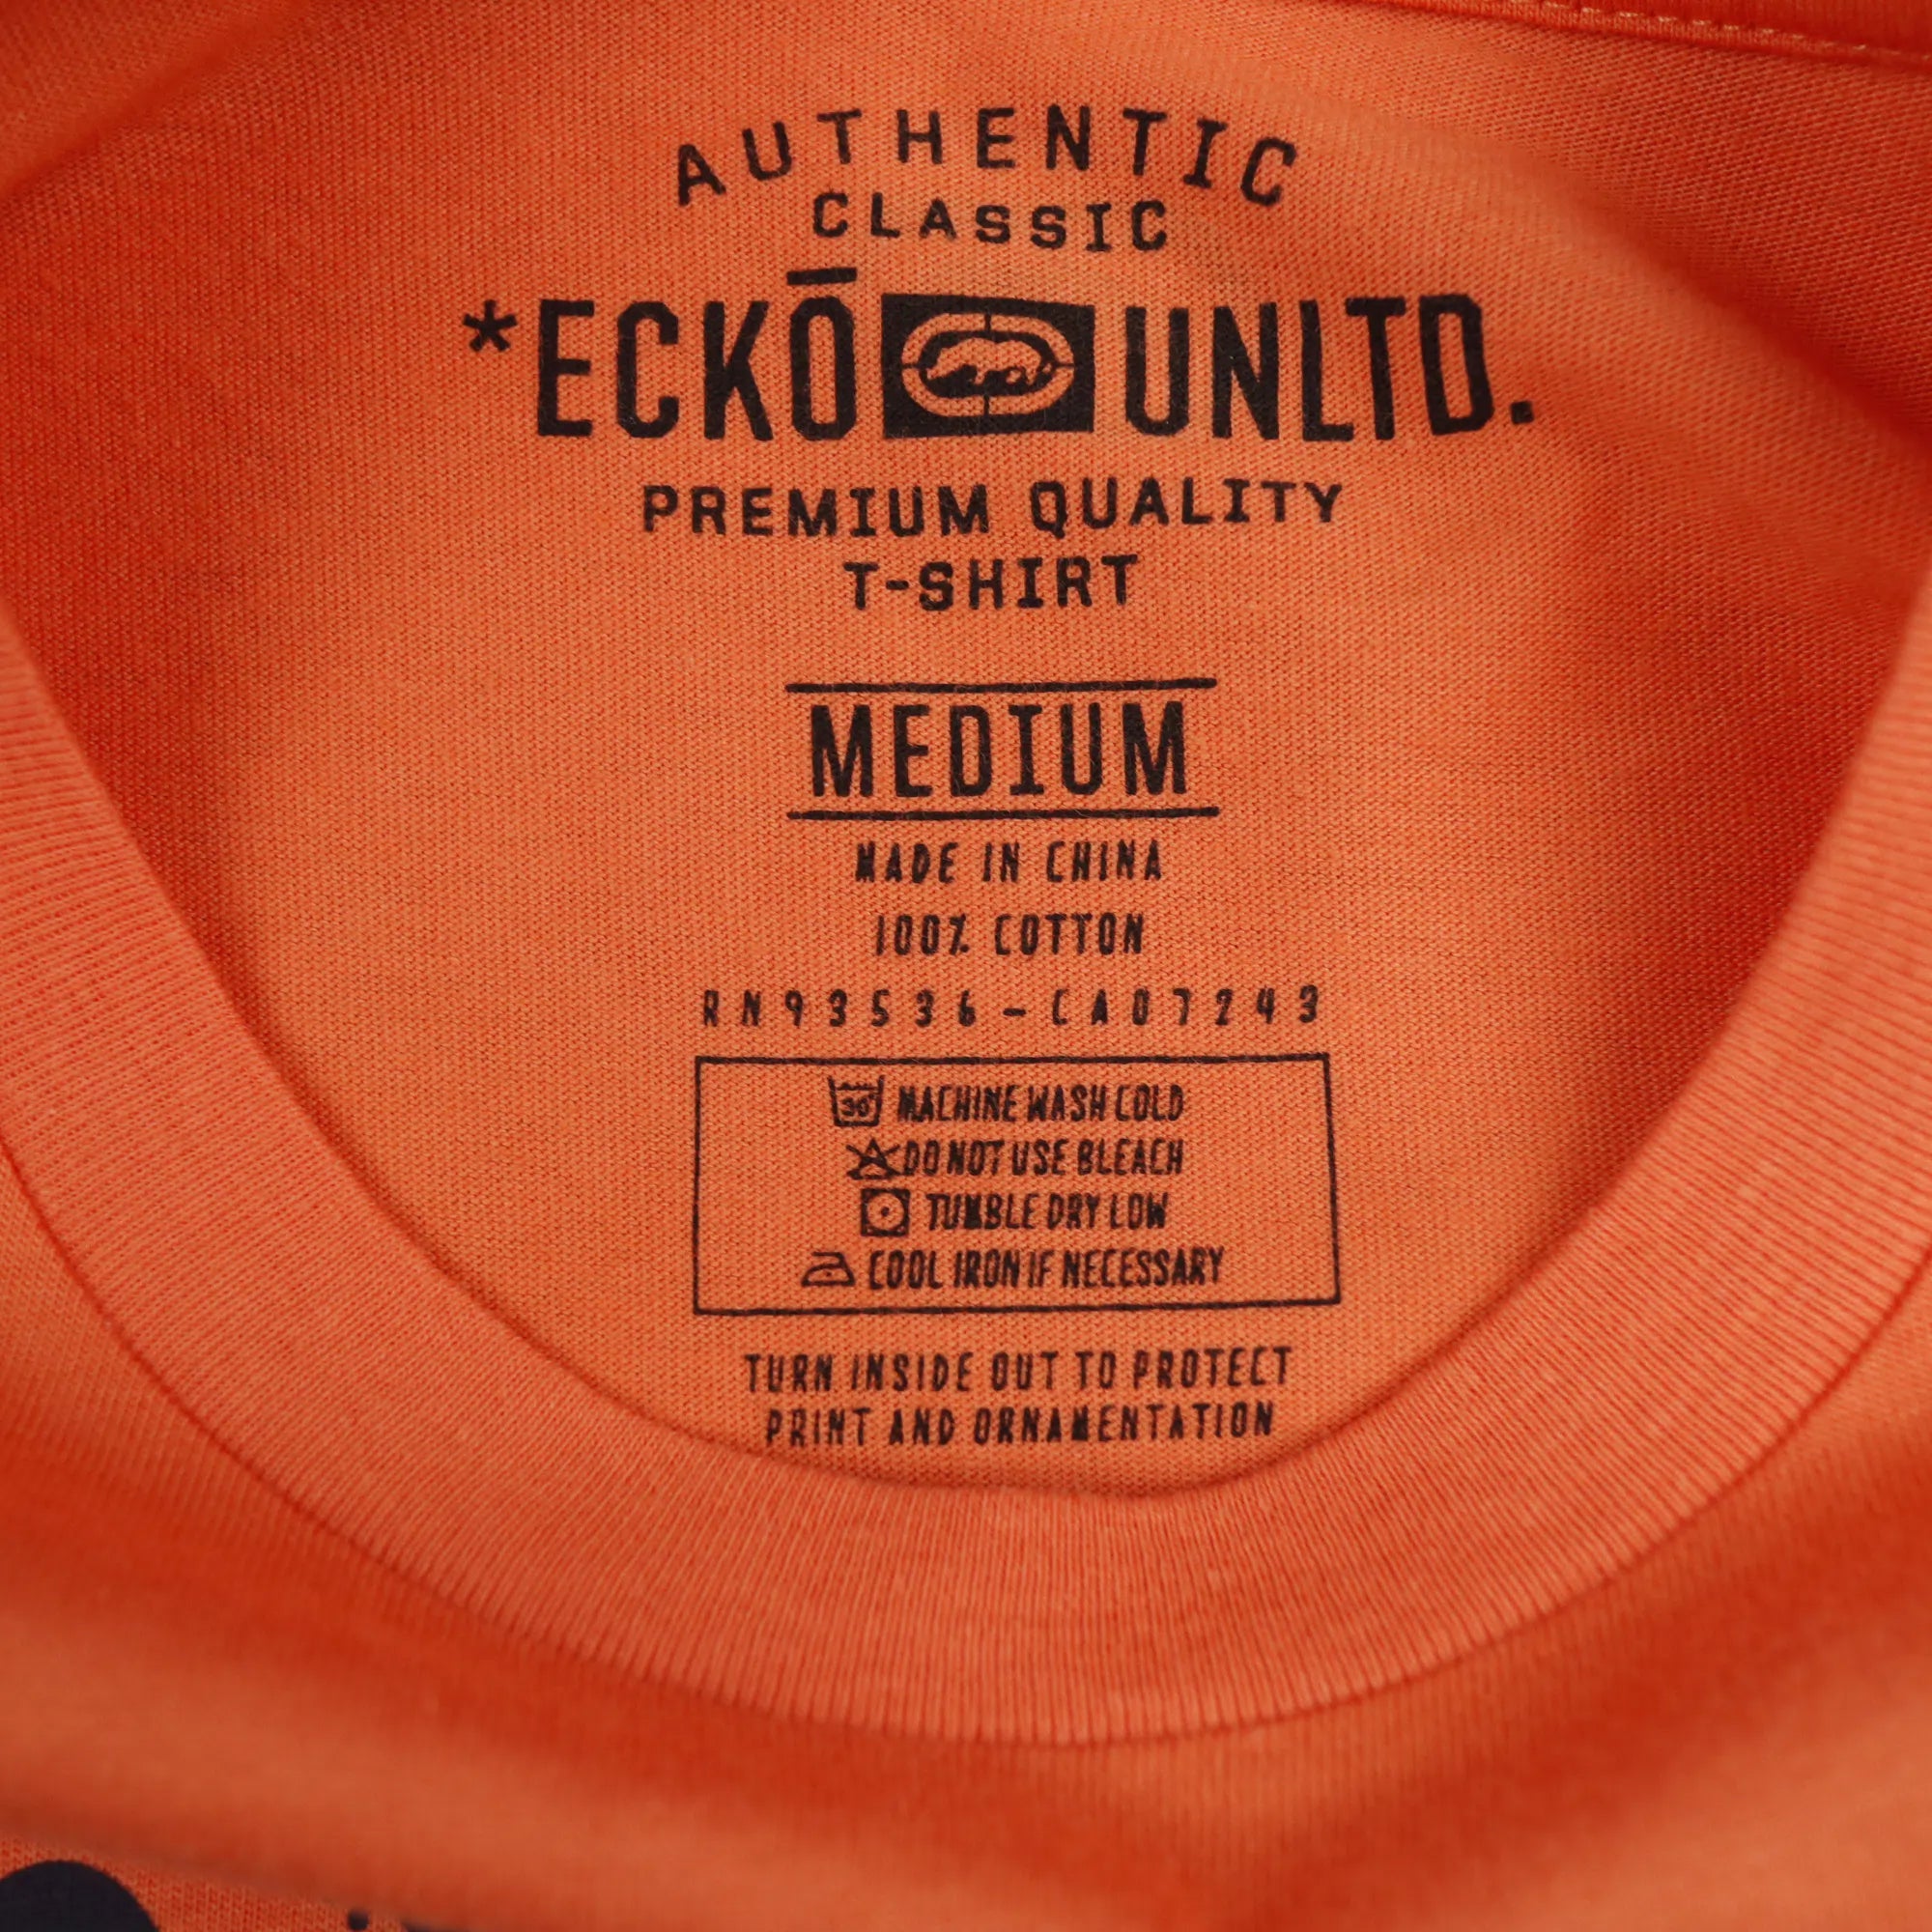 AUTHENTIC
CLASSIC
*ECKŌ UNLTD.
PREMIUM QUALITY
T-SHIRT
MEDIUM
MADE IN CHINA
100% COTTON
RN93536-CA07243
30° MACHINE WASH COLD
DO NOT USE BLEACH
TUMBLE DRY LOW
COOL IRON IF NECESSARY
TURN INSIDE OUT TO PROTECT
PRINT AND ORNAMENTATION